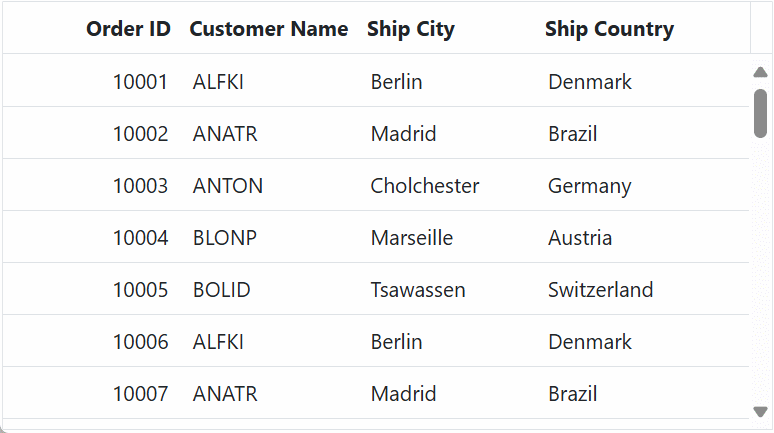 Order ID Customer Name Ship City Ship Country
10001 ALFKI Berlin Denmark
10002 ANATR Madrid Brazil
10003 ANTON Cholchester Germany
10004 BLONP Marseille Austria
10005 BOLID Tsawassen Switzerland
10006 ALFKI Berlin Denmark
10007 ANATR Madrid Brazil